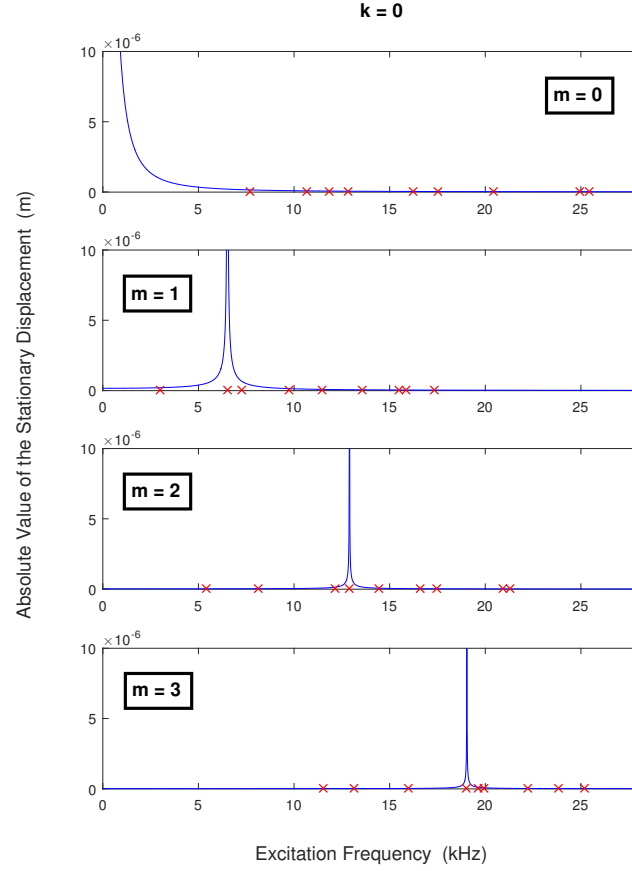 k = 0
×10⁻⁶
10
5
0
0 5 10 15 20 25
m = 0
×10⁻⁶
10
5
0
0 5 10 15 20 25
m = 1
×10⁻⁶
10
5
0
0 5 10 15 20 25
m = 2
×10⁻⁶
10
5
0
0 5 10 15 20 25
m = 3
Absolute Value of the Stationary Displacement (m)
Excitation Frequency (kHz)